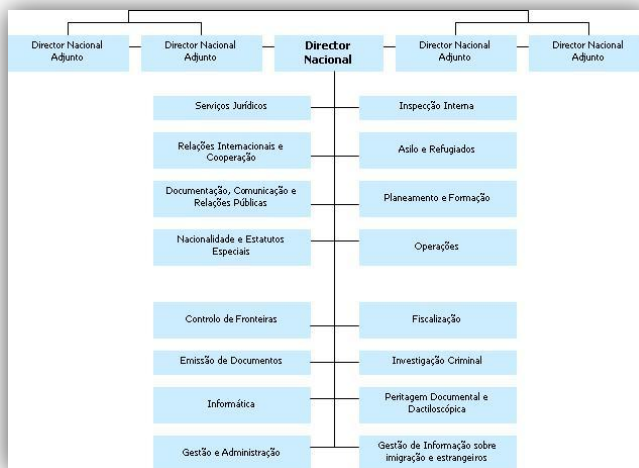 Director Nacional
Adjunto
Director Nacional
Adjunto
Director
Nacional
Director Nacional
Adjunto
Director Nacional
Adjunto
Serviços Jurídicos
Inspecção Interna
Relações Internacionais e
Cooperação
Asilo e Refugiados
Documentação, Comunicação e
Relações Públicas
Planeamento e Formação
Nacionalidade e Estatutos
Especiais
Operações
Controlo de Fronteiras
Fiscalização
Emissão de Documentos
Investigação Criminal
Informática
Peritagem Documental e
Dactiloscópica
Gestão e Administração
Gestão de Informação sobre
imigração e estrangeiros